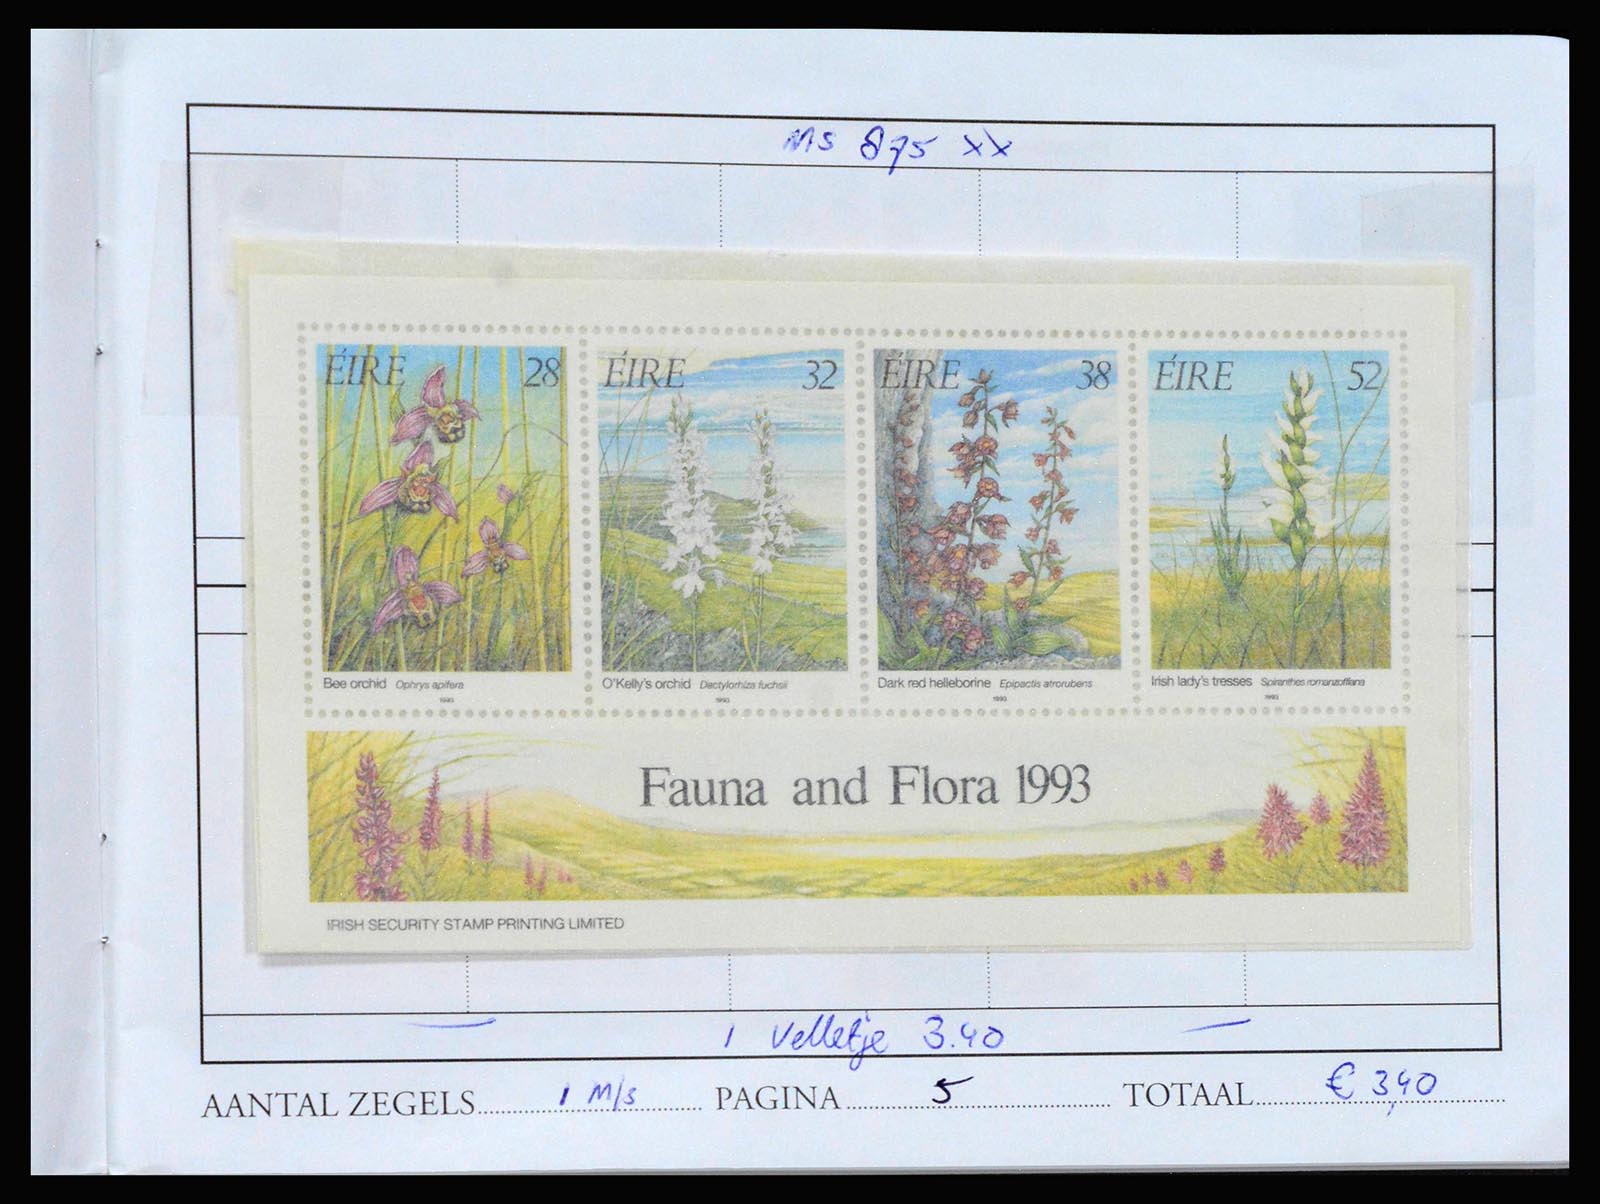 MS 875 XX
ÉIRE 28
ÉIRE 32
ÉIRE 38
ÉIRE 52
Bee orchid Ophrys apifera
1993
O'Kelly's orchid Dactylorhiza fuchsii
1993
Dark red helleborine Epipactis atrorubens
1993
Irish lady's tresses Spiranthes romanzoffiana
1993
Fauna and Flora 1993
IRISH SECURITY STAMP PRINTING LIMITED
1 Velletje 3.40
AANTAL ZEGELS 1 M/s PAGINA 5 TOTAAL € 3,40